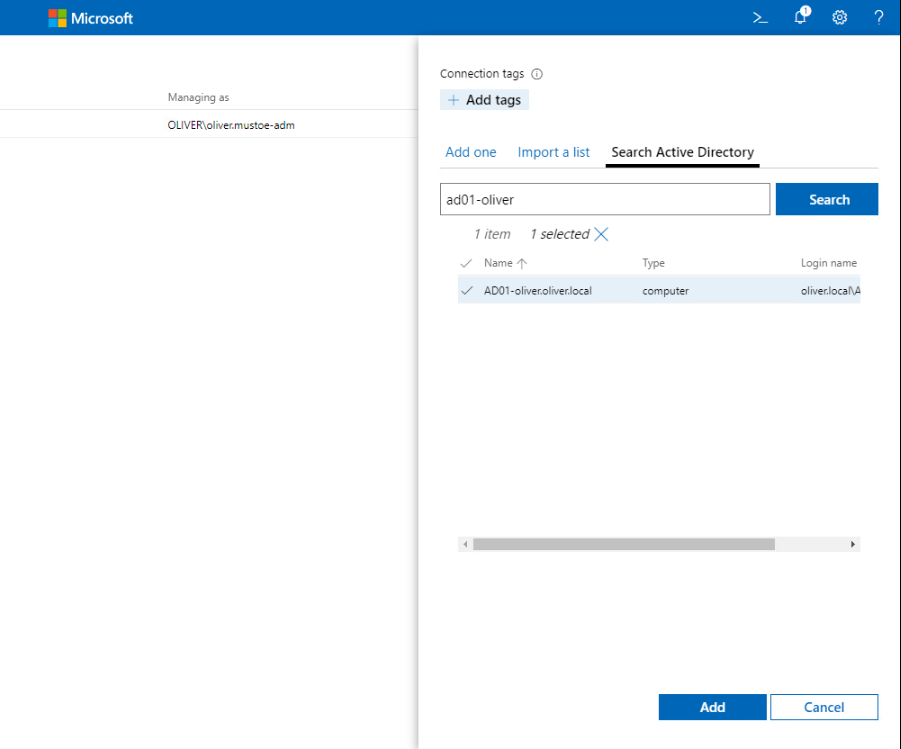 Microsoft
1
?
Connection tags
+ Add tags
Managing as
OLIVER\oliver.mustoe-adm
Add one Import a list Search Active Directory
ad01-oliver Search
1 item 1 selected
Name Type Login name
AD01-oliver.oliver.local computer oliver.local\A
Add Cancel